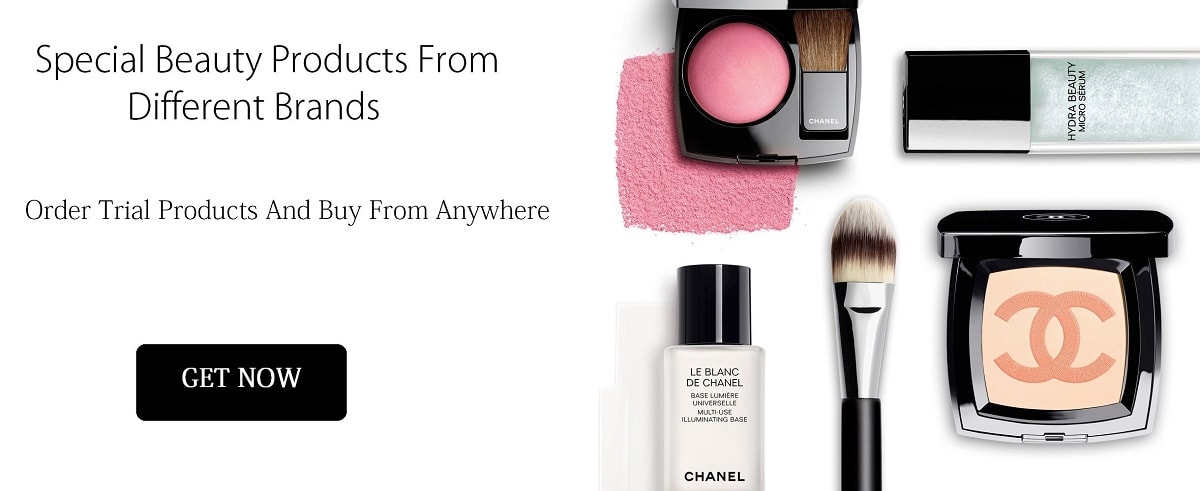 Special Beauty Products From
Different Brands
Order Trial Products And Buy From Anywhere
GET NOW
CHANEL
HYDRA BEAUTY
MICRO SÉRUM
LE BLANC
DE CHANEL
BASE LUMIÈRE
UNIVERSELLE
MULTI-USE
ILLUMINATING BASE
CHANEL